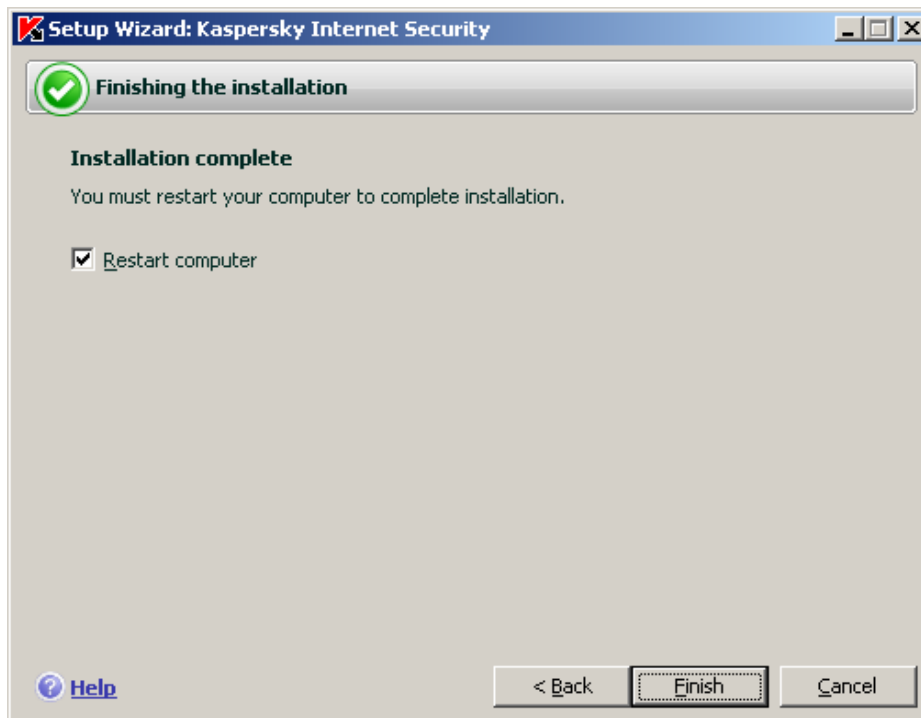 Setup Wizard: Kaspersky Internet Security
Finishing the installation
Installation complete
You must restart your computer to complete installation.
Restart computer
Help
< Back
Finish
Cancel